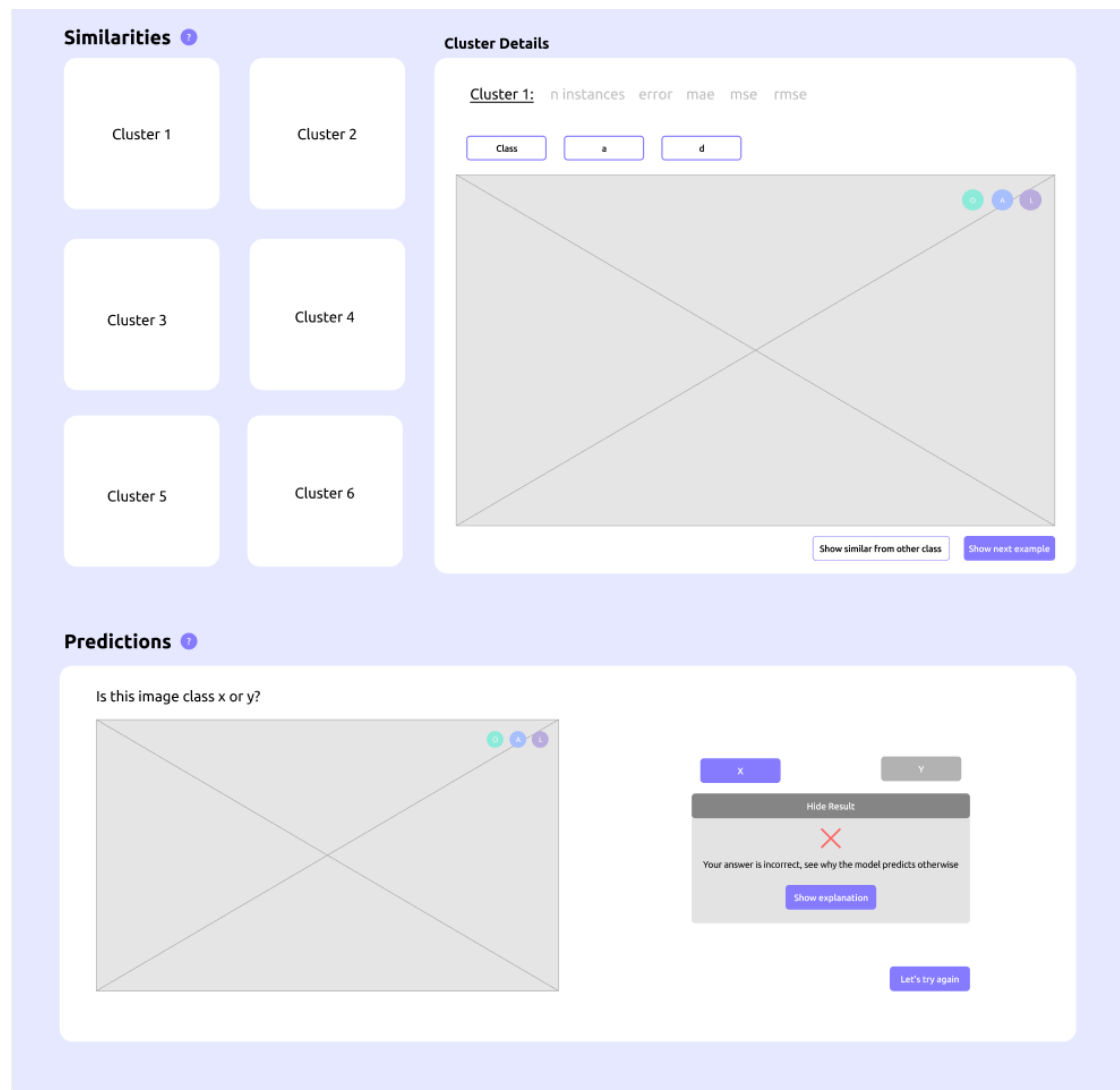 Similarities ?
Cluster Details
Cluster 1
Cluster 2
Cluster 3
Cluster 4
Cluster 5
Cluster 6
Cluster 1: n instances error mae mse rmse
Class a d
O A L
Show similar from other class Show next example
Predictions ?
Is this image class x or y?
O A L
X Y
Hide Result
Your answer is incorrect, see why the model predicts otherwise
Show explanation
Let's try again